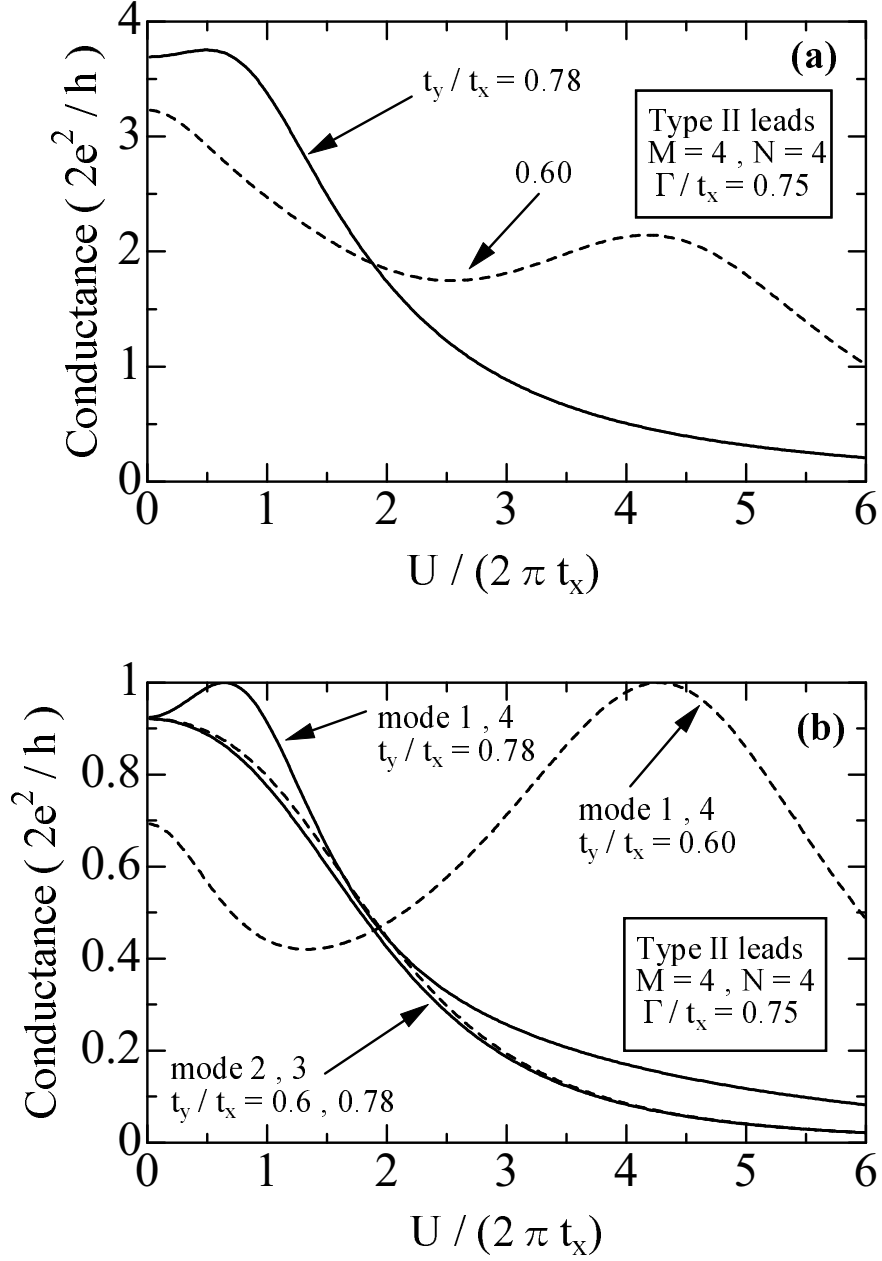 4
3
2
1
0
Conductance ( 2e² / h )
(a)
t_y / t_x = 0.78
0.60
Type II leads
M = 4 , N = 4
Γ / t_x = 0.75
0 1 2 3 4 5 6
U / (2 π t_x)
1
0.8
0.6
0.4
0.2
0
Conductance ( 2e² / h )
(b)
mode 1 , 4
t_y / t_x = 0.78
mode 1 , 4
t_y / t_x = 0.60
Type II leads
M = 4 , N = 4
Γ / t_x = 0.75
mode 2 , 3
t_y / t_x = 0.6 , 0.78
0 1 2 3 4 5 6
U / (2 π t_x)